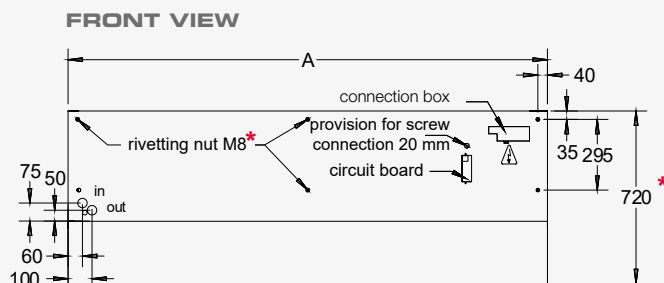 FRONT VIEW
A
40
connection box
rivetting nut M8*
provision for screw
connection 20 mm
circuit board
35
295
720
*
75
50
in
out
60
100